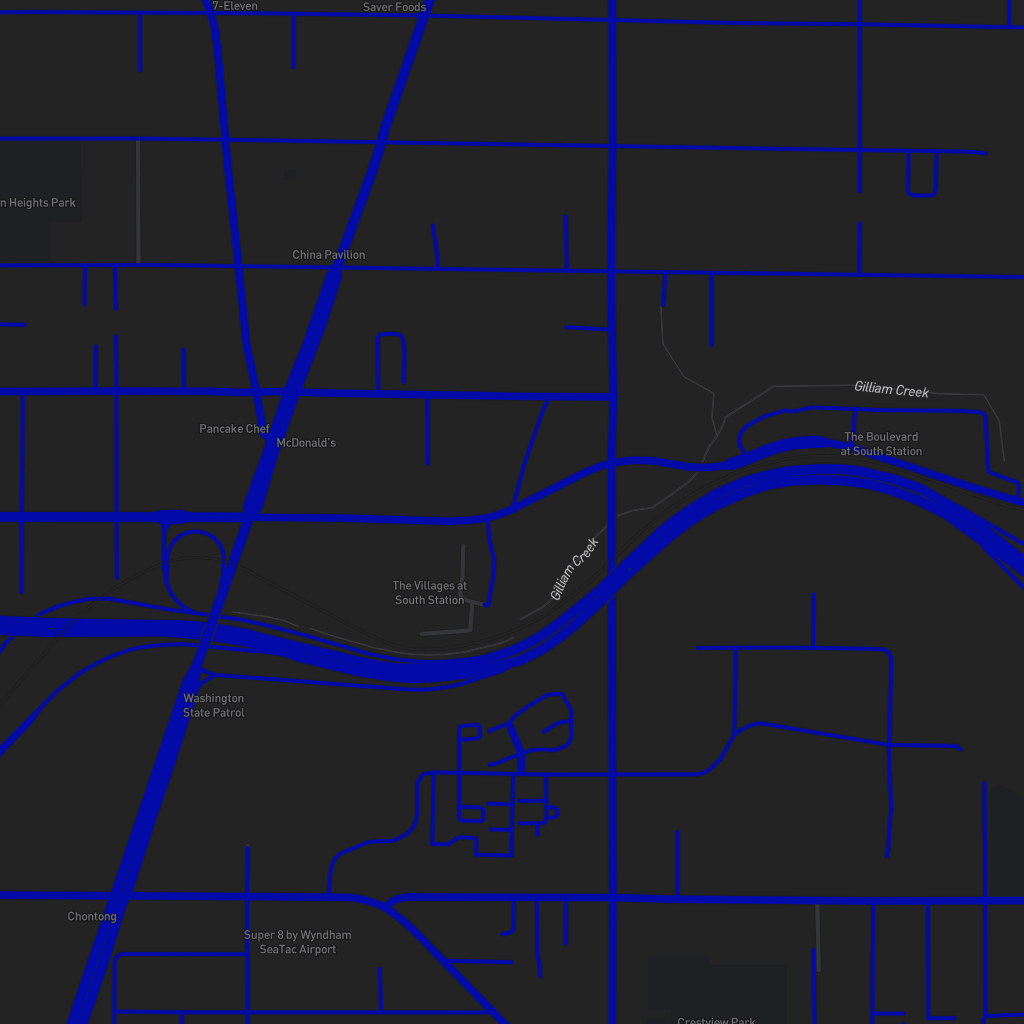 7-Eleven
Saver Foods
n Heights Park
China Pavilion
Gilliam Creek
Pancake Chef
McDonald's
The Boulevard
at South Station
Gilliam Creek
The Villages at
South Station
Washington
State Patrol
Chontong
Super 8 by Wyndham
SeaTac Airport
Crestview Park